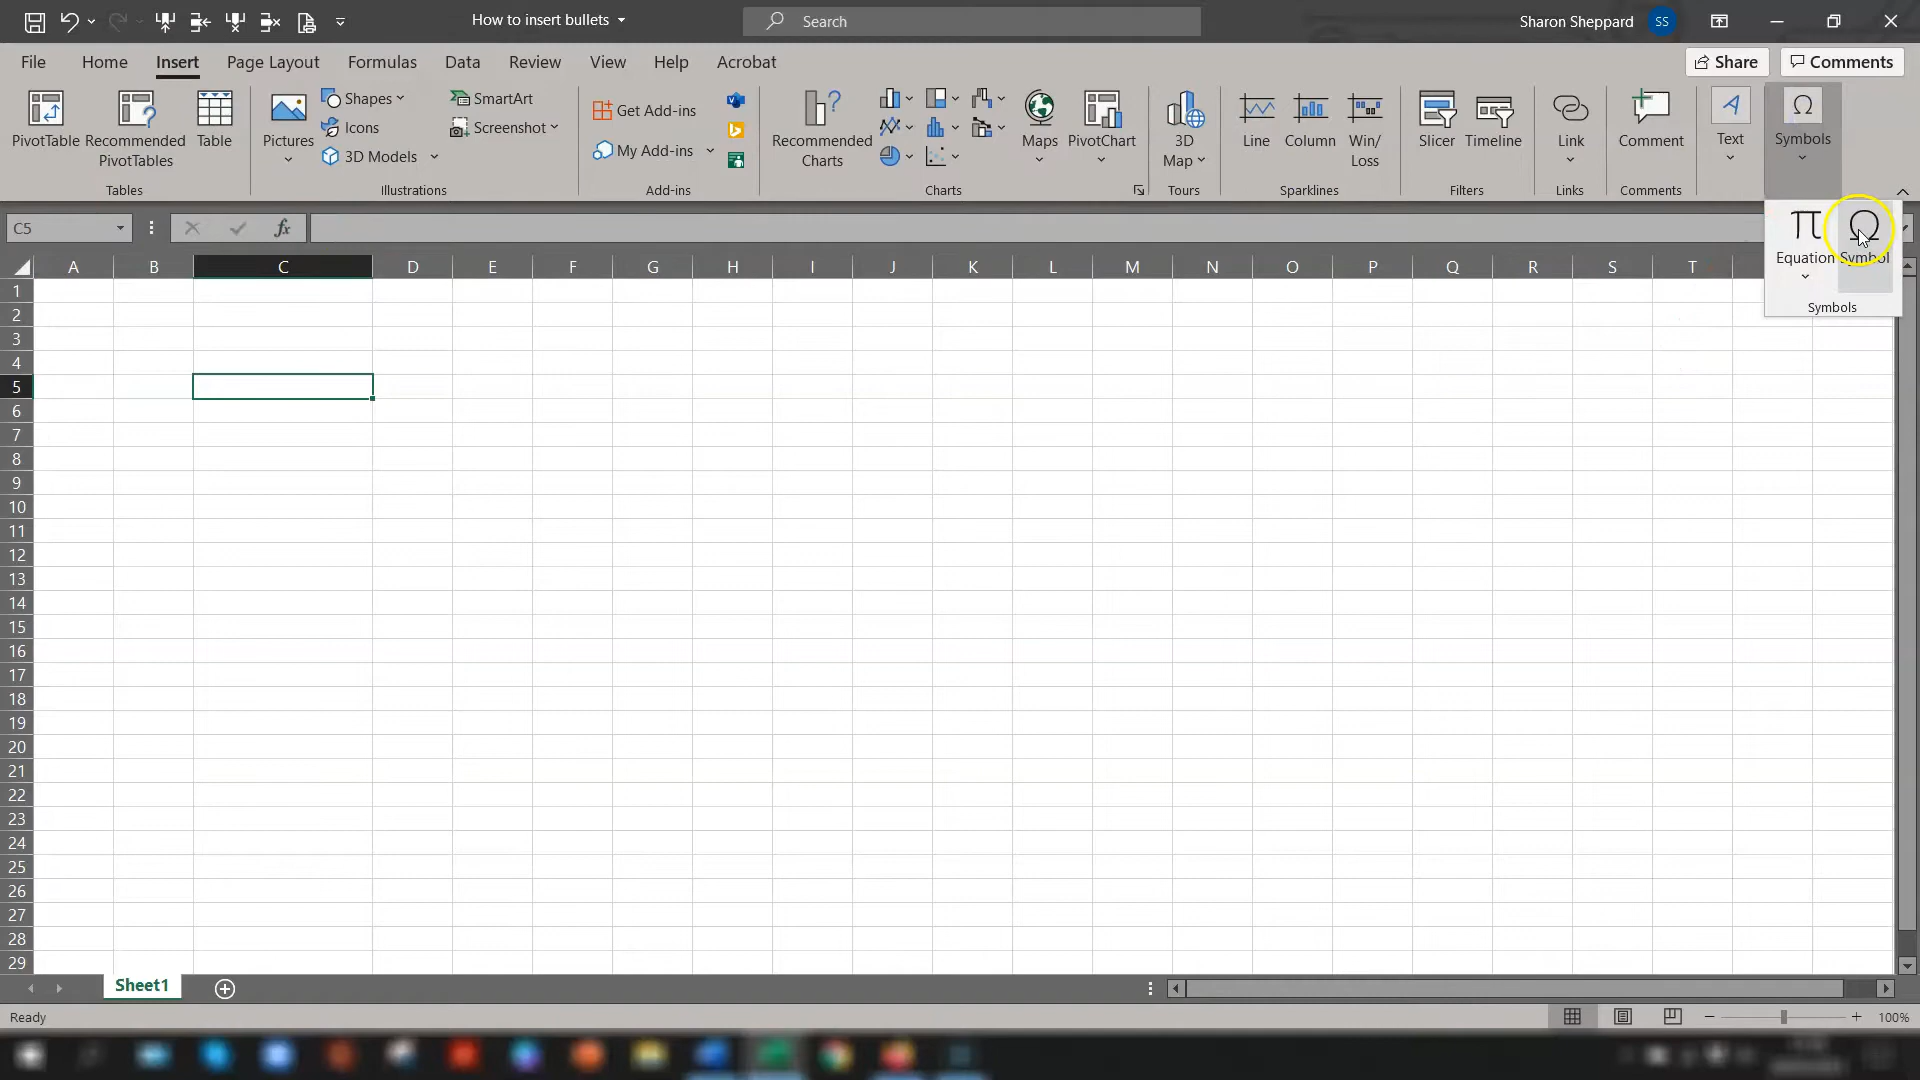 How to insert bullets
Search
Sharon Sheppard SS
File Home Insert Page Layout Formulas Data Review View Help Acrobat Share Comments
PivotTable Recommended PivotTables Table
Tables
Pictures Shapes Icons 3D Models SmartArt Screenshot
Illustrations
Get Add-ins
My Add-ins
Add-ins
Recommended Charts Maps PivotChart
Charts
3D Map
Tours
Line Column Win/Loss
Sparklines
Slicer Timeline
Filters
Link
Links
Comment
Comments
Text
Ω Symbols
π Equation Ω Symbol
Symbols
C5 fx
A B C D E F G H I J K L M N O P Q R S T
1
2
3
4
5
6
7
8
9
10
11
12
13
14
15
16
17
18
19
20
21
22
23
24
25
26
27
28
29
Sheet1
Ready 100%